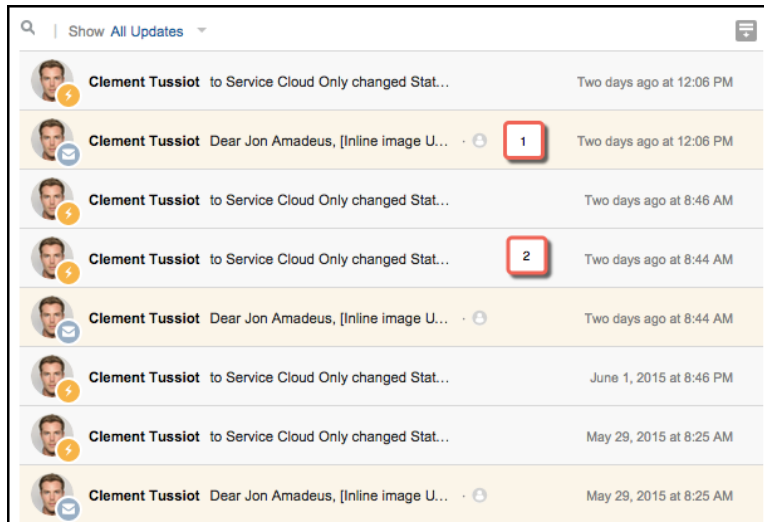 Show All Updates
Clement Tussiot to Service Cloud Only changed Stat... Two days ago at 12:06 PM
Clement Tussiot Dear Jon Amadeus, [Inline image U... · 1 Two days ago at 12:06 PM
Clement Tussiot to Service Cloud Only changed Stat... Two days ago at 8:46 AM
Clement Tussiot to Service Cloud Only changed Stat... 2 Two days ago at 8:44 AM
Clement Tussiot Dear Jon Amadeus, [Inline image U... · Two days ago at 8:44 AM
Clement Tussiot to Service Cloud Only changed Stat... June 1, 2015 at 8:46 PM
Clement Tussiot to Service Cloud Only changed Stat... May 29, 2015 at 8:25 AM
Clement Tussiot Dear Jon Amadeus, [Inline image U... · May 29, 2015 at 8:25 AM